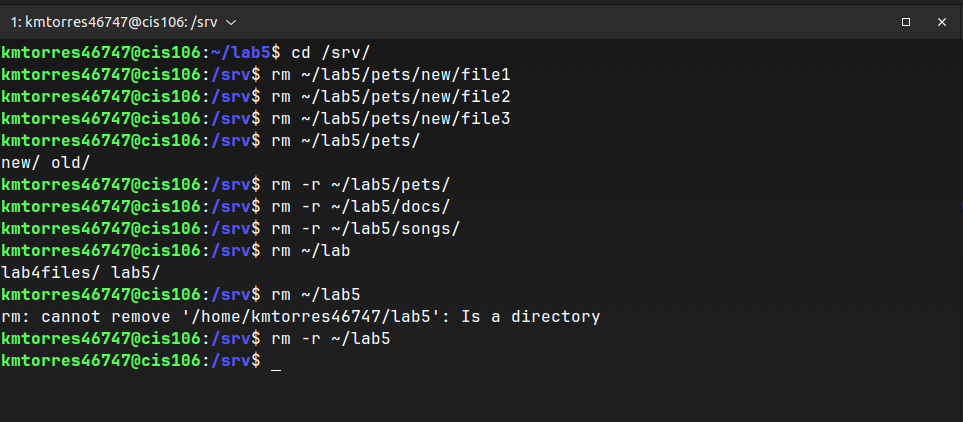 1: kmtorres46747@cis106: /srv
kmtorres46747@cis106:~/lab5$ cd /srv/
kmtorres46747@cis106:/srv$ rm ~/lab5/pets/new/file1
kmtorres46747@cis106:/srv$ rm ~/lab5/pets/new/file2
kmtorres46747@cis106:/srv$ rm ~/lab5/pets/new/file3
kmtorres46747@cis106:/srv$ rm ~/lab5/pets/
new/ old/
kmtorres46747@cis106:/srv$ rm -r ~/lab5/pets/
kmtorres46747@cis106:/srv$ rm -r ~/lab5/docs/
kmtorres46747@cis106:/srv$ rm -r ~/lab5/songs/
kmtorres46747@cis106:/srv$ rm ~/lab
lab4files/ lab5/
kmtorres46747@cis106:/srv$ rm ~/lab5
rm: cannot remove '/home/kmtorres46747/lab5': Is a directory
kmtorres46747@cis106:/srv$ rm -r ~/lab5
kmtorres46747@cis106:/srv$ _